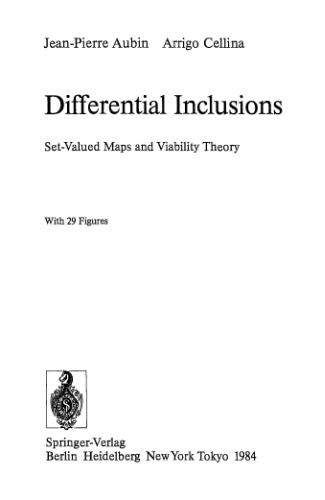 Jean-Pierre Aubin Arrigo Cellina
Differential Inclusions
Set-Valued Maps and Viability Theory
With 29 Figures
Springer-Verlag
Berlin Heidelberg New York Tokyo 1984